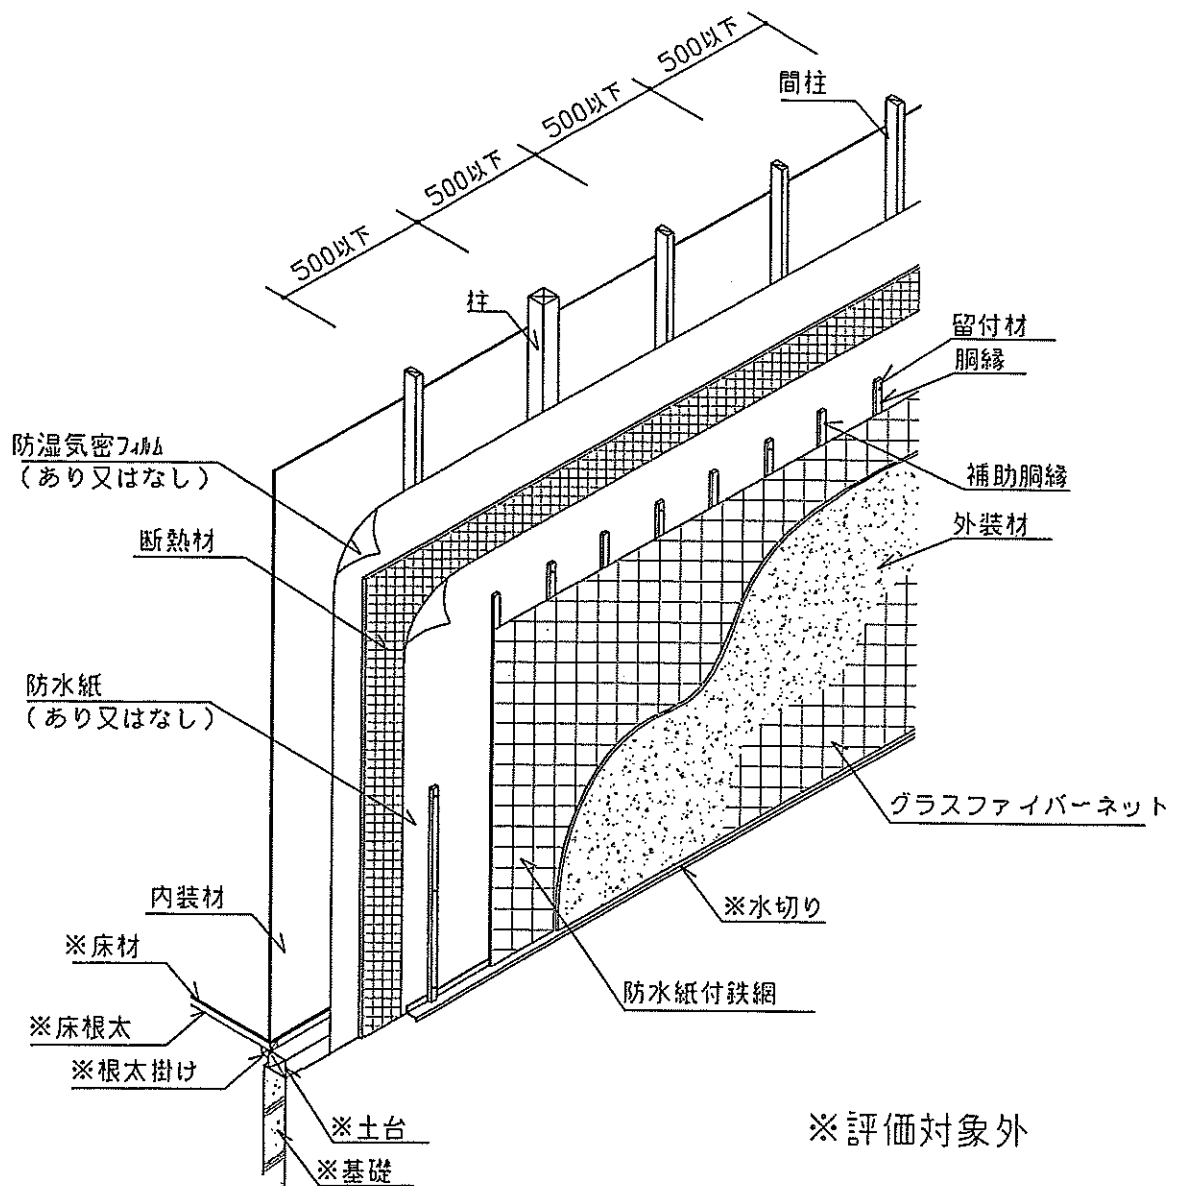 500以下
500以下
500以下
500以下
間柱
柱
留付材
胴縁
防湿気密フィルム
(あり又はなし)
補助胴縁
外装材
断熱材
防水紙
(あり又はなし)
グラスファイバーネット
内装材
※水切り
※床材
防水紙付鉄網
※床根太
※根太掛け
※土台
※評価対象外
※基礎